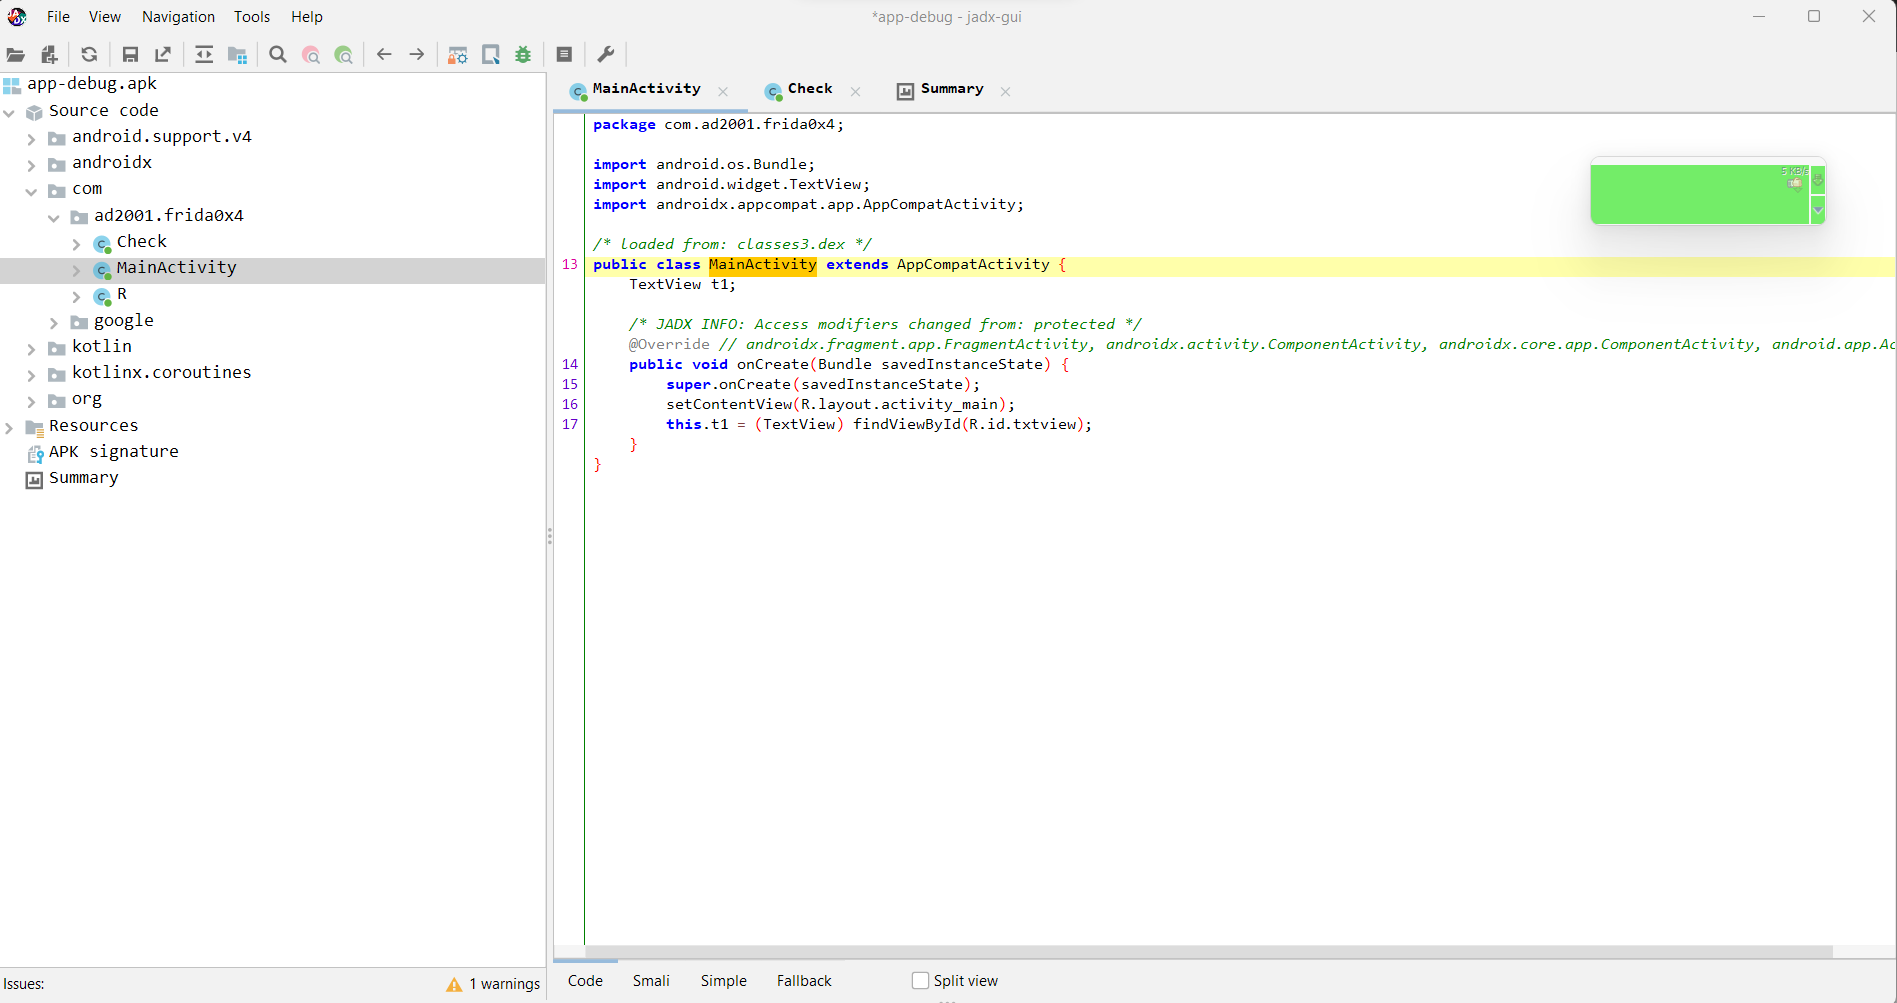 File View Navigation Tools Help
*app-debug - jadx-gui
app-debug.apk
Source code
android.support.v4
androidx
com
ad2001.frida0x4
Check
MainActivity
R
google
kotlin
kotlinx.coroutines
org
Resources
APK signature
Summary
Issues:
1 warnings
MainActivity Check Summary
package com.ad2001.frida0x4;
import android.os.Bundle;
import android.widget.TextView;
import androidx.appcompat.app.AppCompatActivity;
/* loaded from: classes3.dex */
13 public class MainActivity extends AppCompatActivity {
TextView t1;
/* JADX INFO: Access modifiers changed from: protected */
@Override // androidx.fragment.app.FragmentActivity, androidx.activity.ComponentActivity, androidx.core.app.ComponentActivity, android.app.Ac
14 public void onCreate(Bundle savedInstanceState) {
15 super.onCreate(savedInstanceState);
16 setContentView(R.layout.activity_main);
17 this.t1 = (TextView) findViewById(R.id.txtview);
}
}
5 KB/s
Code Smali Simple Fallback Split view